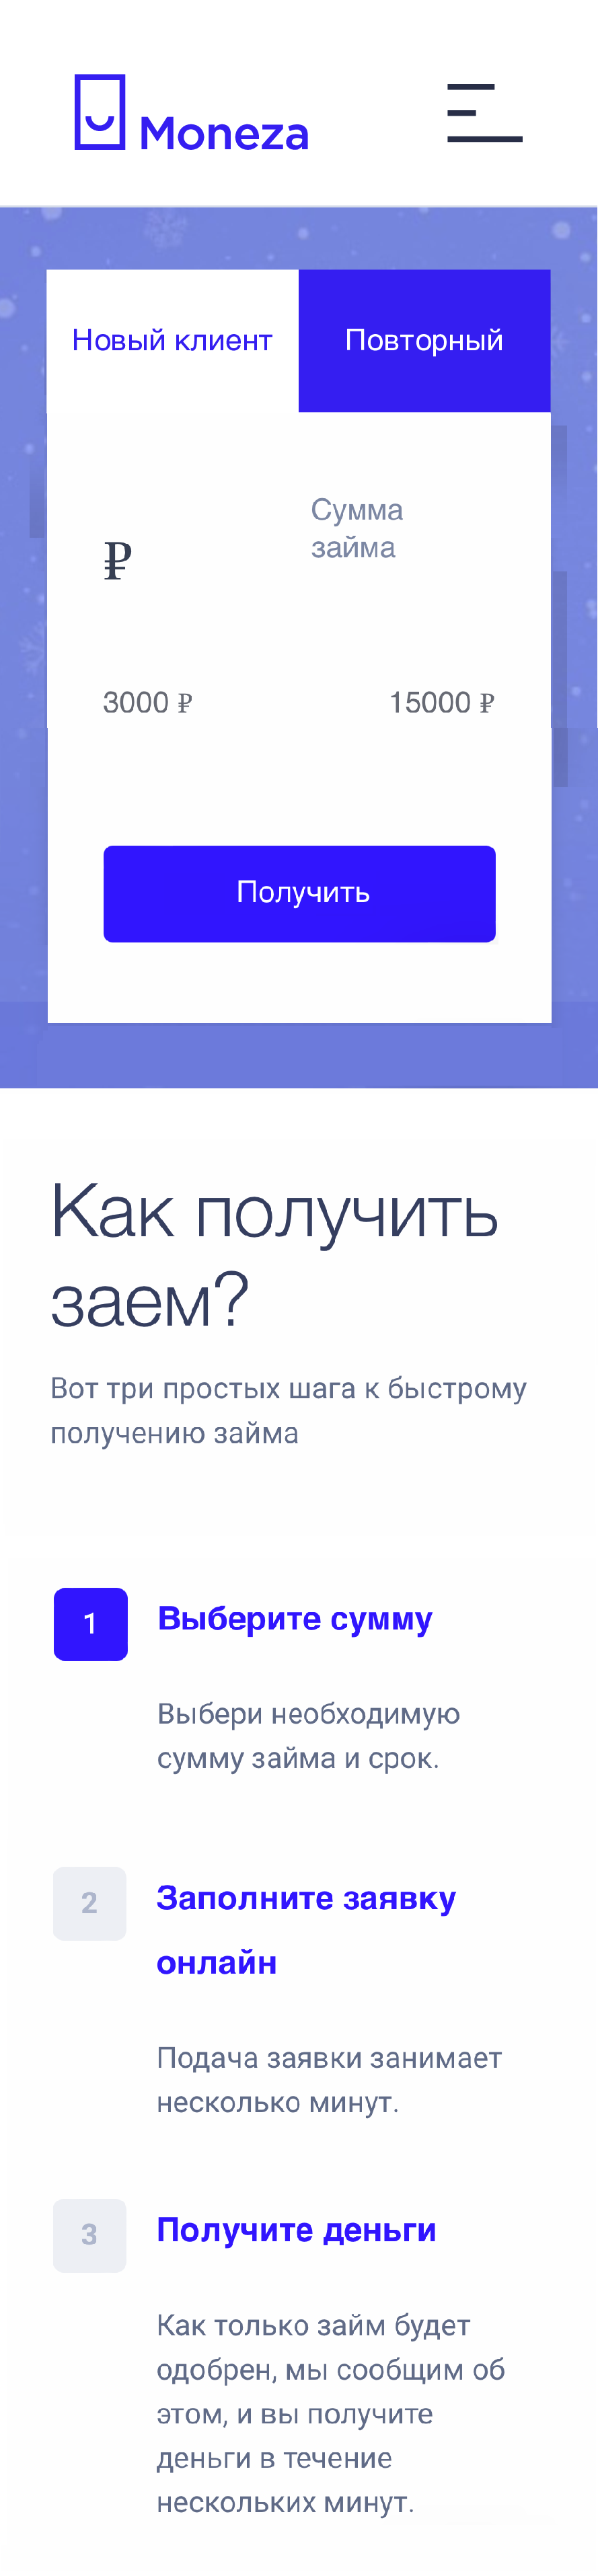 Moneza
Новый клиент
Повторный
₽
Сумма
займа
3000 ₽
15000 ₽
Получить
Как получить
заем?
Вот три простых шага к быстрому
получению займа
1
Выберите сумму
Выбери необходимую
сумму займа и срок.
2
Заполните заявку
онлайн
Подача заявки занимает
несколько минут.
3
Получите деньги
Как только займ будет
одобрен, мы сообщим об
этом, и вы получите
деньги в течение
нескольких минут.